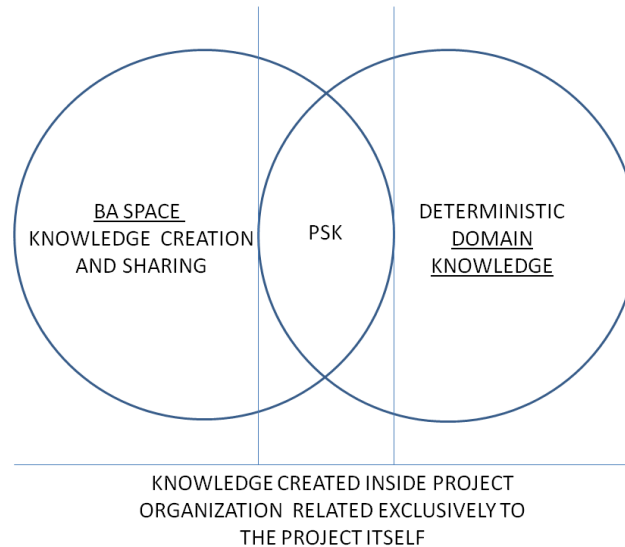 BA SPACE
KNOWLEDGE CREATION
AND SHARING
PSK
DETERMINISTIC
DOMAIN
KNOWLEDGE
KNOWLEDGE CREATED INSIDE PROJECT
ORGANIZATION RELATED EXCLUSIVELY TO
THE PROJECT ITSELF